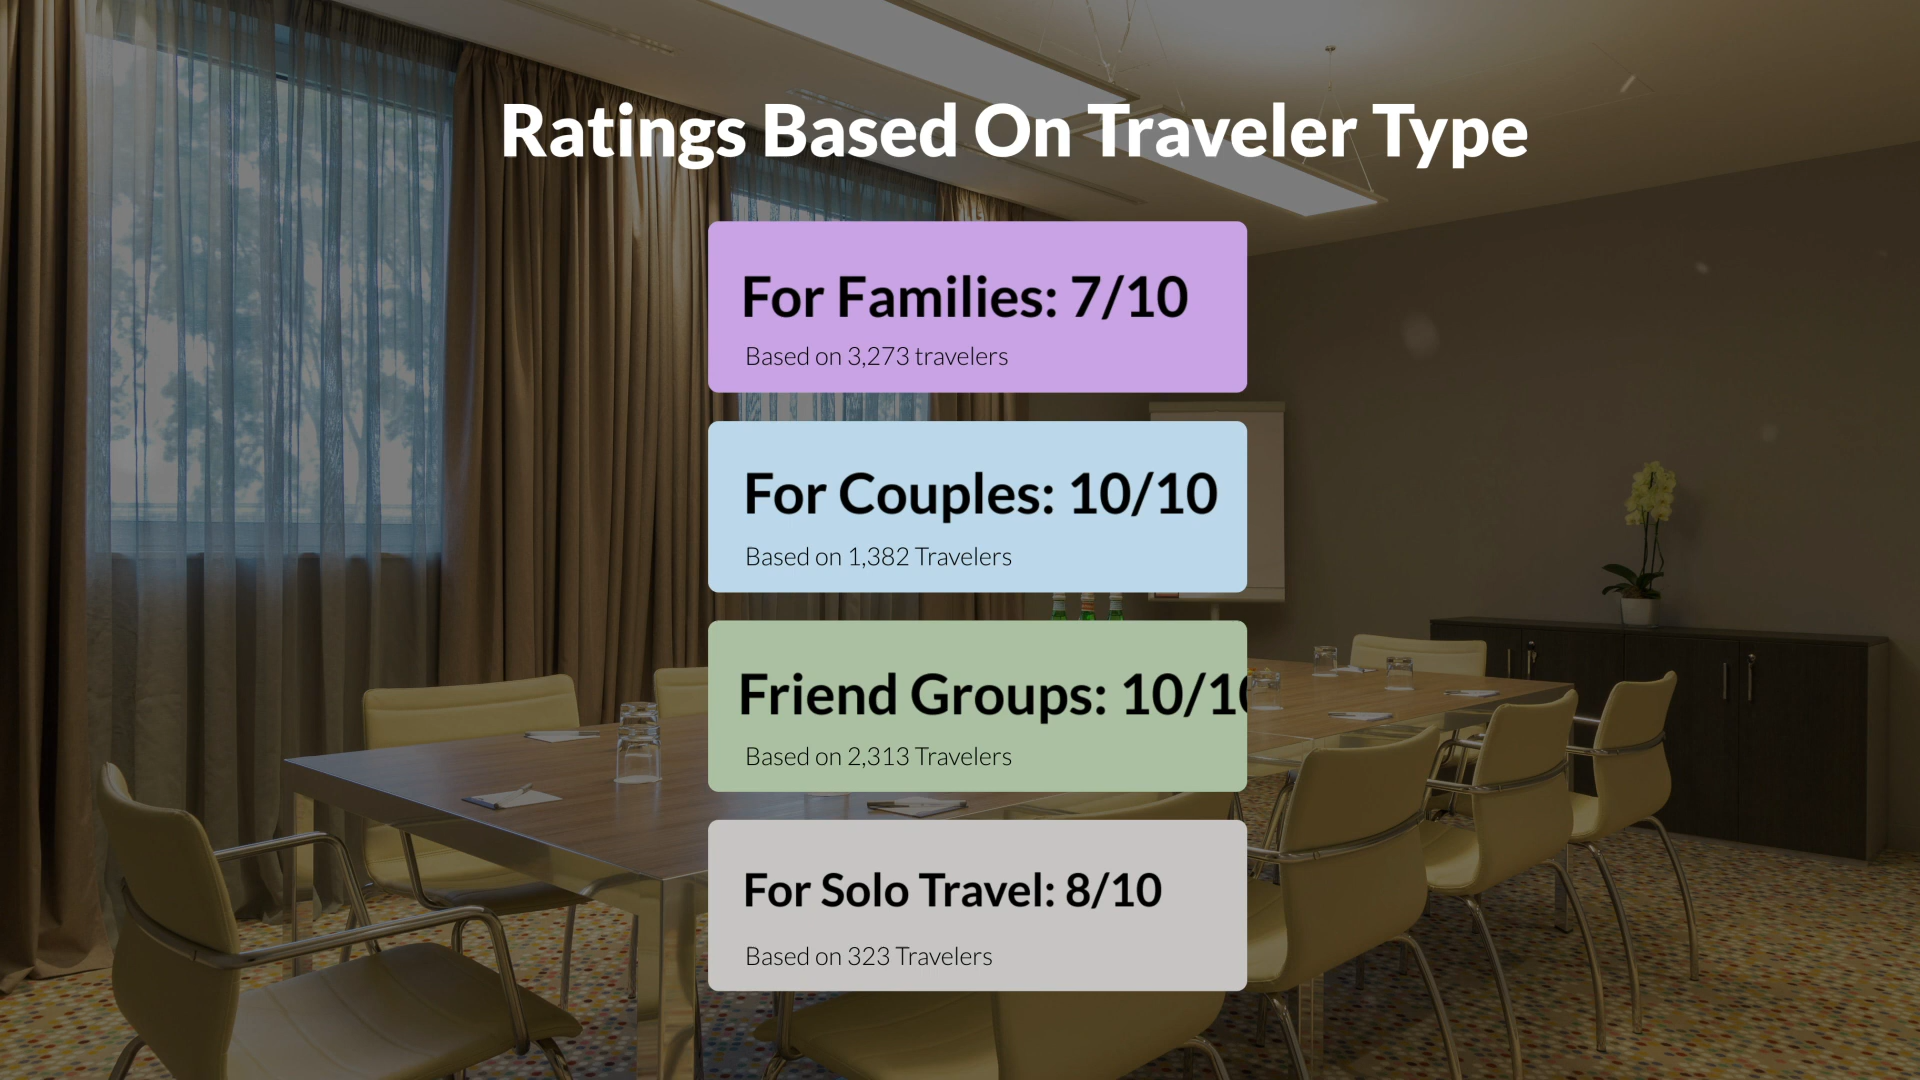 Ratings Based On Traveler Type
For Families: 7/10
Based on 3,273 travelers
For Couples: 10/10
Based on 1,382 Travelers
Friend Groups: 10/10
Based on 2,313 Travelers
For Solo Travel: 8/10
Based on 323 Travelers